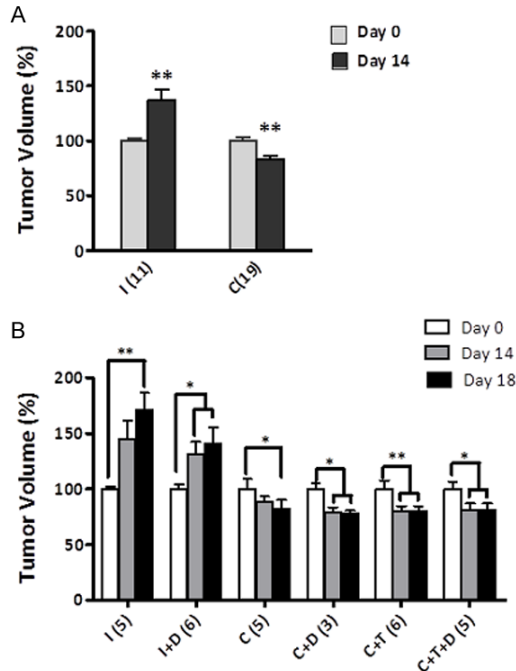 A
Tumor Volume (%)
200
150
100
50
0
**
**
I (11)
C(19)
Day 0
Day 14
B
Tumor Volume (%)
200
150
100
50
0
**
*
*
*
**
*
I (5)
I+D (6)
C (5)
C+D (3)
C+T (6)
C+T+D (5)
Day 0
Day 14
Day 18